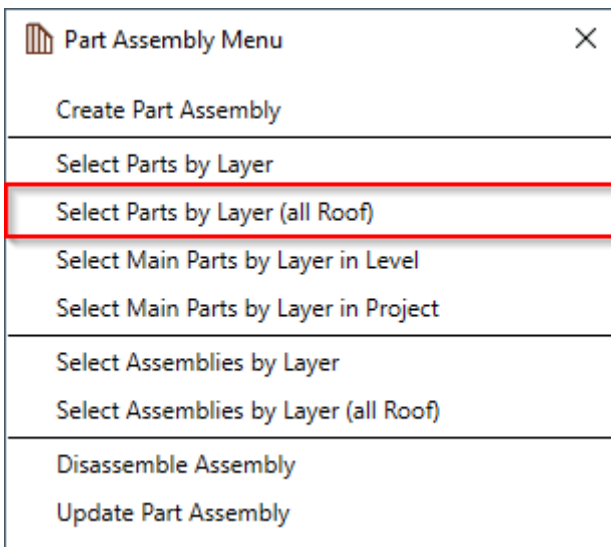 Part Assembly Menu
Create Part Assembly
Select Parts by Layer
Select Parts by Layer (all Roof)
Select Main Parts by Layer in Level
Select Main Parts by Layer in Project
Select Assemblies by Layer
Select Assemblies by Layer (all Roof)
Disassemble Assembly
Update Part Assembly